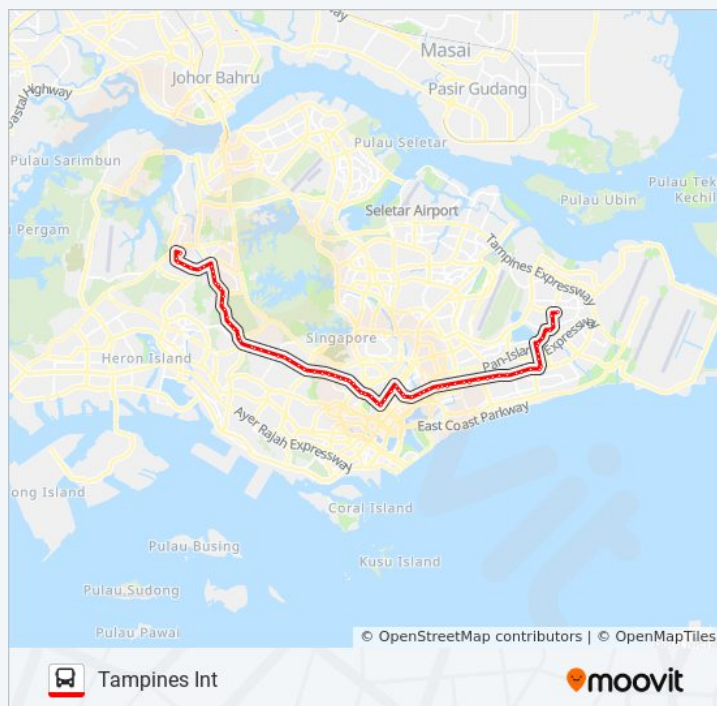 Masai
Johor Bahru
Pasir Gudang
astal Highway
Pulau Seletar
Pulau Sarimbun
Pulau Tek
Kechil
Pulau Ubin
Seletar Airport
u Pergam
Tampines Expressway
Singapore
Pan-Island Expressway
Heron Island
East Coast Parkway
Ayer Rajah Expressway
ong Island
Coral Island
Pulau Busing
Kusu Island
Pulau Sudong
Pulau Pawai
© OpenStreetMap contributors | © OpenMapTiles
Tampines Int
moovit